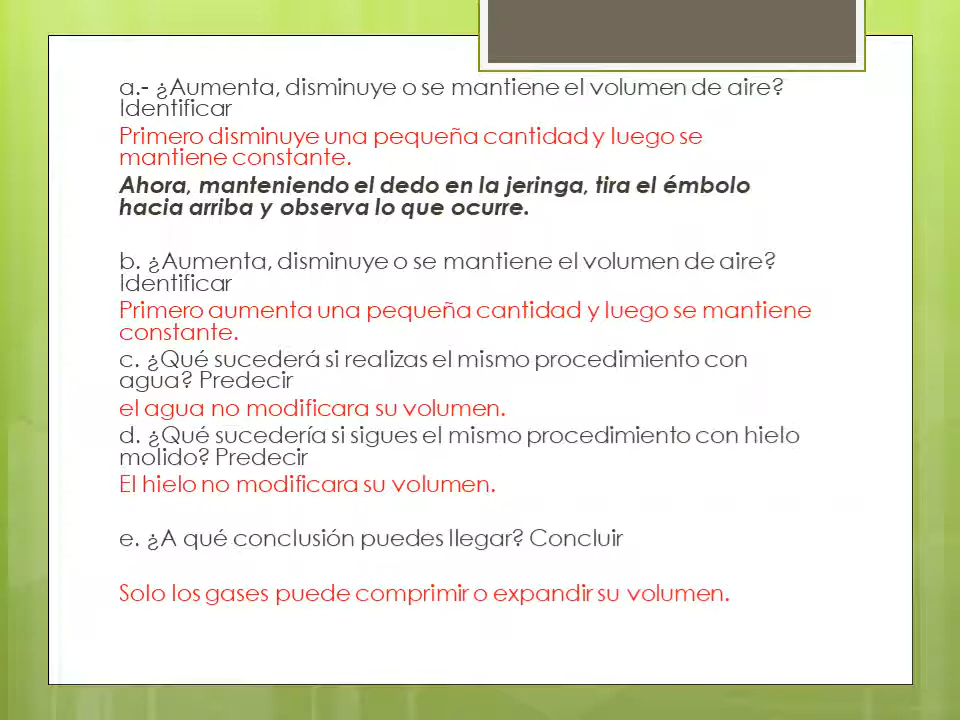 a.- ¿Aumenta, disminuye o se mantiene el volumen de aire?
Identificar
Primero disminuye una pequeña cantidad y luego se
mantiene constante.
Ahora, manteniendo el dedo en la jeringa, tira el émbolo
hacia arriba y observa lo que ocurre.
b. ¿Aumenta, disminuye o se mantiene el volumen de aire?
Identificar
Primero aumenta una pequeña cantidad y luego se mantiene
constante.
c. ¿Qué sucederá si realizas el mismo procedimiento con
agua? Predecir
el agua no modificara su volumen.
d. ¿Qué sucedería si sigues el mismo procedimiento con hielo
molido? Predecir
El hielo no modificara su volumen.
e. ¿A qué conclusión puedes llegar? Concluir
Solo los gases puede comprimir o expandir su volumen.